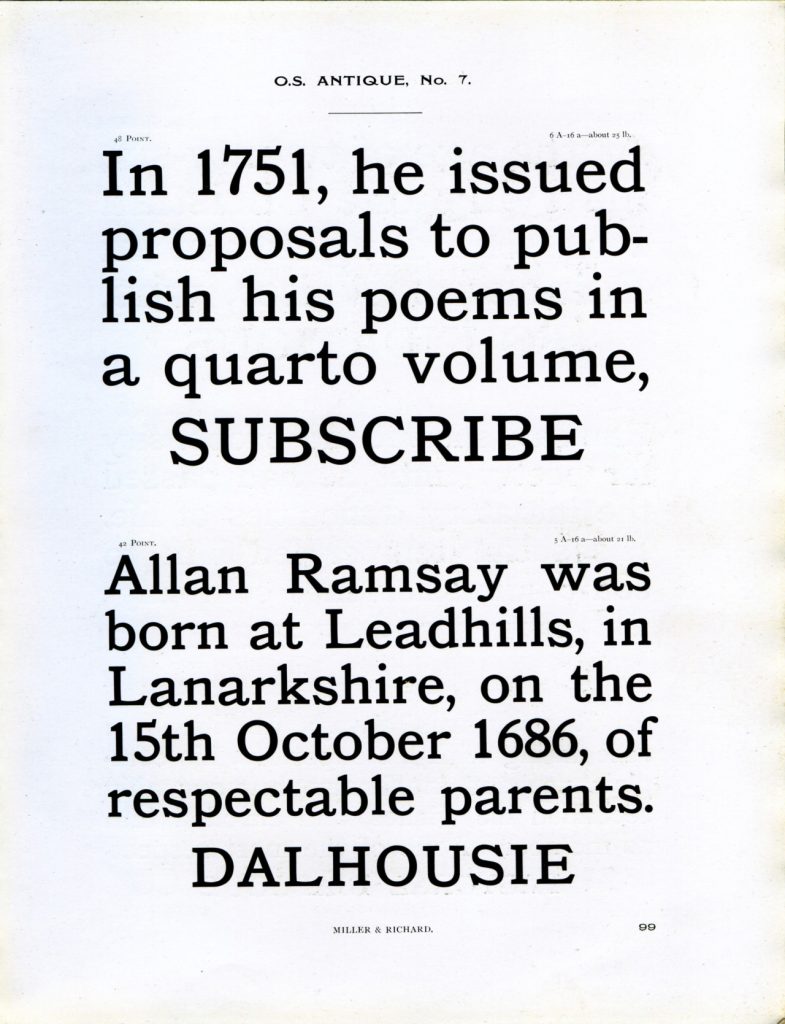 O.S. ANTIQUE, No. 7.
48 Point. 6 A–16 a—about 23 lb.
In 1751, he issued
proposals to pub-
lish his poems in
a quarto volume,
SUBSCRIBE
42 Point. 5 A–16 a—about 21 lb.
Allan Ramsay was
born at Leadhills, in
Lanarkshire, on the
15th October 1686, of
respectable parents.
DALHOUSIE
MILLER & RICHARD. 99